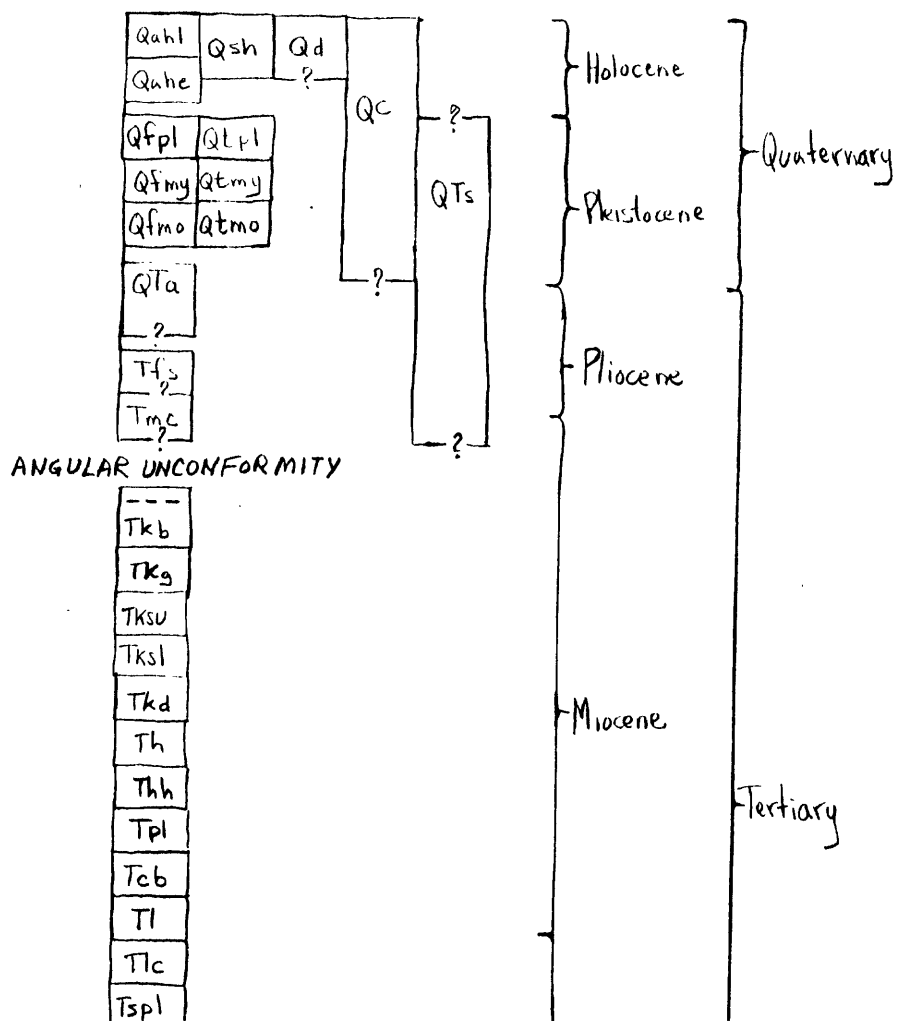 Qahl Qsh Qd
Qahe ?
Holocene
QC
?
Qfpl Qtpl
Quaternary
Qfmy Qtmy QTs
Qfmo Qtmo
Pleistocene
QTa
?
?
Tfs
?
Pliocene
Tmc
?
?
ANGULAR UNCONFORMITY
---
Tkb
Tkg
Tksu
Tksl
Tkd
Miocene
Th
Thh
Tertiary
Tpl
Tcb
Tl
Tlc
Tspl